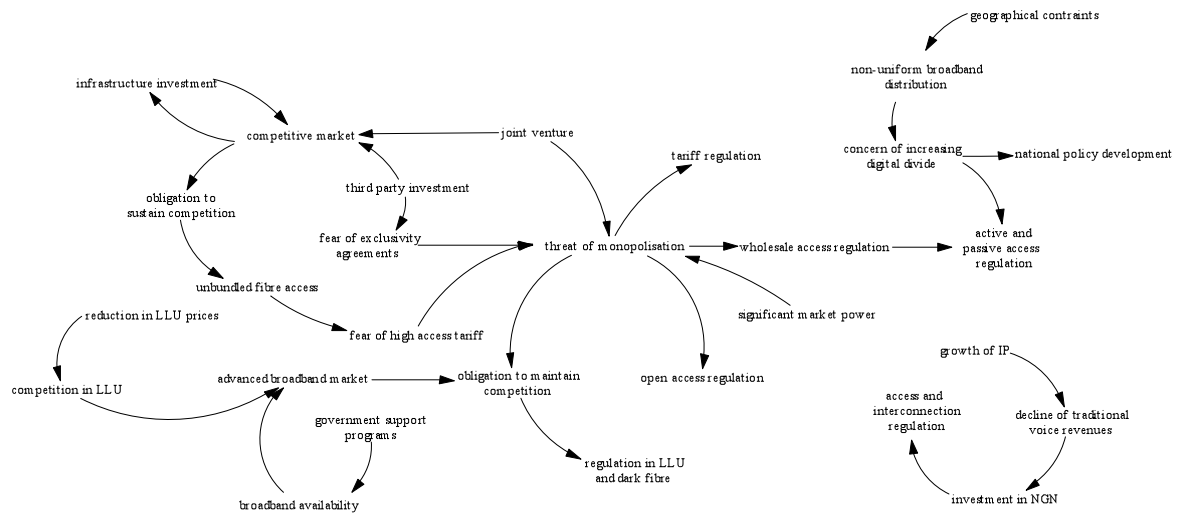 geographical contraints
non-uniform broadband
distribution
infrastructure investment
competitive market
joint venture
tariff regulation
concern of increasing
digital divide
national policy development
third party investment
obligation to
sustain competition
fear of exclusivity
agreements
threat of monopolisation
wholesale access regulation
active and
passive access
regulation
unbundled fibre access
reduction in LLU prices
fear of high access tariff
significant market power
growth of IP
competition in LLU
advanced broadband market
obligation to maintain
competition
open access regulation
access and
interconnection
regulation
decline of traditional
voice revenues
government support
programs
regulation in LLU
and dark fibre
broadband availability
investment in NGN